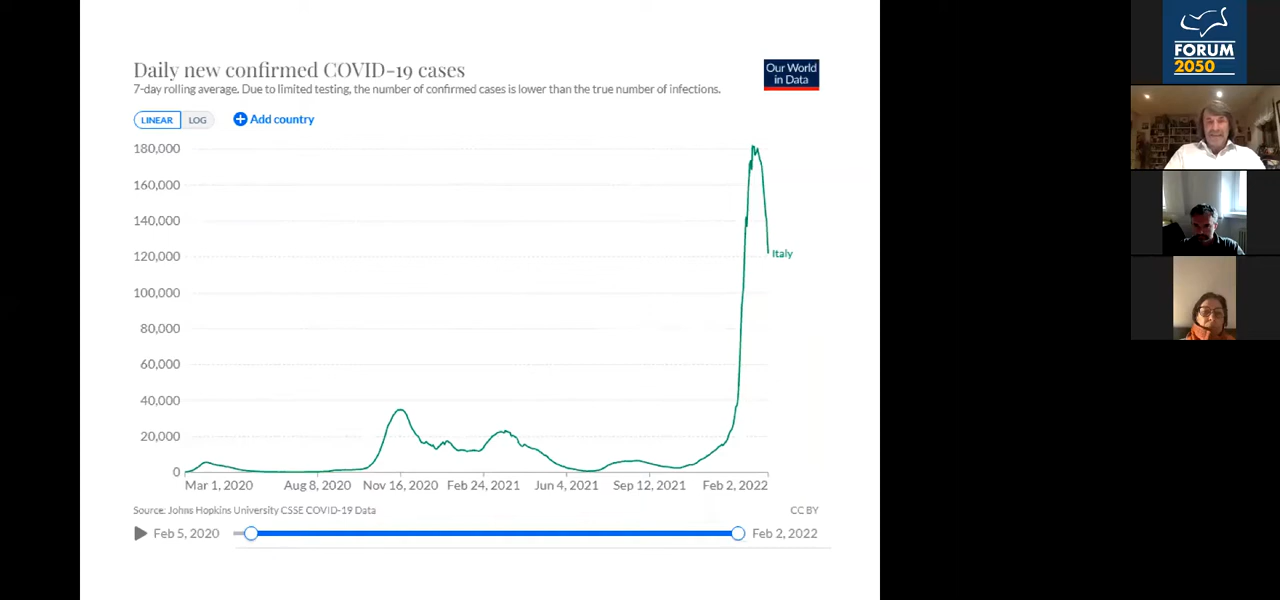 Daily new confirmed COVID-19 cases
7-day rolling average. Due to limited testing, the number of confirmed cases is lower than the true number of infections.
Our World
in Data
LINEAR LOG
Add country
180,000
160,000
140,000
120,000
100,000
80,000
60,000
40,000
20,000
0
Italy
Mar 1, 2020 Aug 8, 2020 Nov 16, 2020 Feb 24, 2021 Jun 4, 2021 Sep 12, 2021 Feb 2, 2022
Source: Johns Hopkins University CSSE COVID-19 Data CC BY
Feb 5, 2020 Feb 2, 2022
FORUM
2050